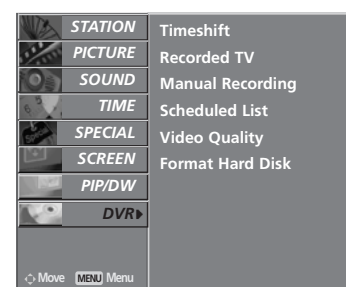 STATION
PICTURE
SOUND
TIME
SPECIAL
SCREEN
PIP/DW
DVR
Move MENU Menu
Timeshift
Recorded TV
Manual Recording
Scheduled List
Video Quality
Format Hard Disk